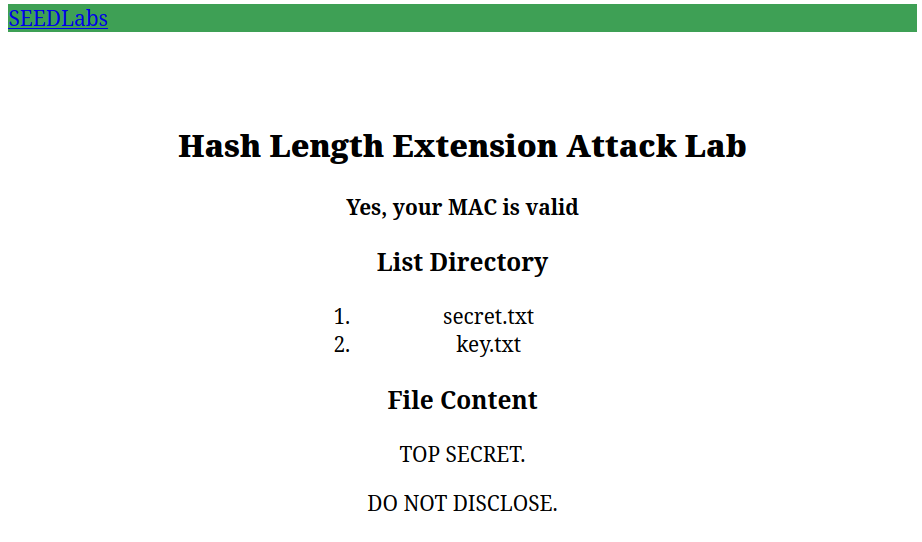 SEEDLabs
Hash Length Extension Attack Lab
Yes, your MAC is valid
List Directory
1. secret.txt
2. key.txt
File Content
TOP SECRET.
DO NOT DISCLOSE.